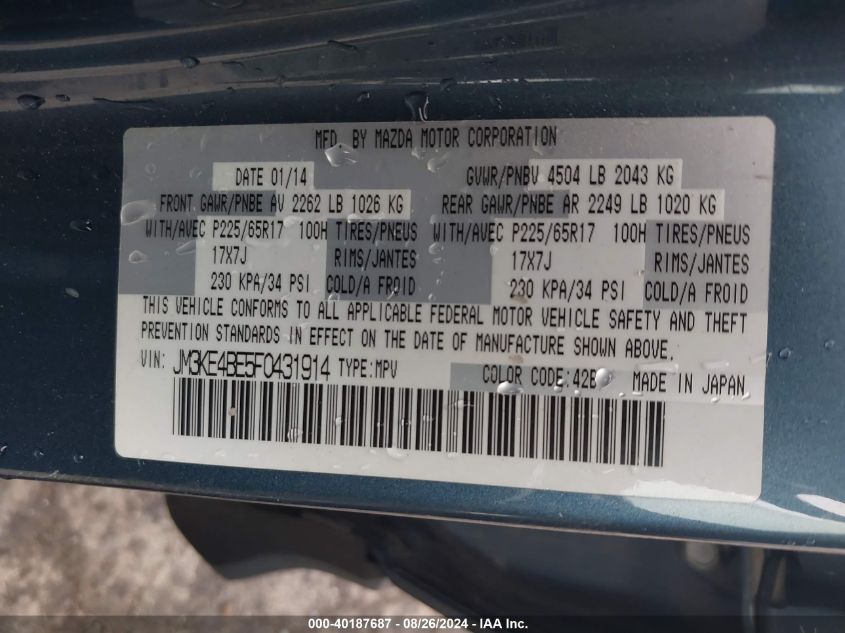 MFD. BY MAZDA MOTOR CORPORATION
DATE 01/14 GVWR/PNBV 4504 LB 2043 KG
FRONT GAWR/PNBE AV 2262 LB 1026 KG REAR GAWR/PNBE AR 2249 LB 1020 KG
WITH/AVEC P225/65R17 100H TIRES/PNEUS WITH/AVEC P225/65R17 100H TIRES/PNEUS
17X7J RIMS/JANTES 17X7J RIMS/JANTES
230 KPA/34 PSI COLD/A FROID 230 KPA/34 PSI COLD/A FROID
THIS VEHICLE CONFORMS TO ALL APPLICABLE FEDERAL MOTOR VEHICLE SAFETY AND THEFT
PREVENTION STANDARDS IN EFFECT ON THE DATE OF MANUFACTURE SHOWN ABOVE.
VIN: JM3KE4BE5F0431914 TYPE:MPV COLOR CODE:42B MADE IN JAPAN
000-40187687 - 08/26/2024 - IAAI.COM